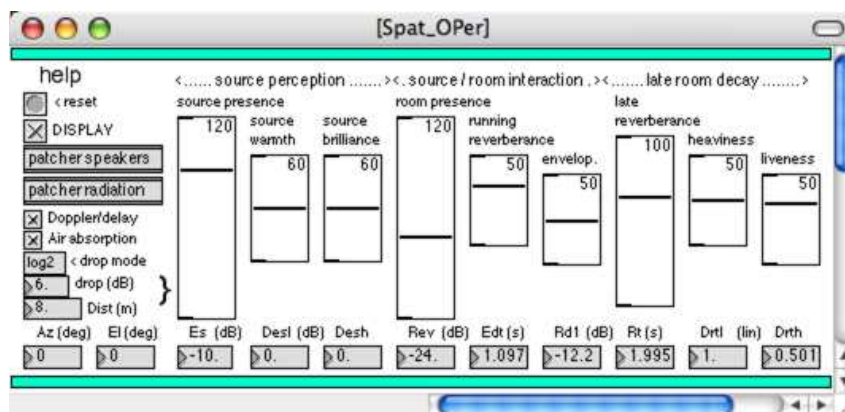 [Spat_OPer]
help
<...... source perception .......><. source / room interaction .><....... late room decay ........>
< reset
source presence
room presence
late
reverberance
DISPLAY
120
source
warmth
source
brilliance
120
running
reverberance
100
heaviness
patcher speakers
60
60
50
envelop.
50
liveness
patcher radiation
50
50
Doppler/delay
Air absorption
log2 < drop mode
6. drop (dB)
}
8. Dist (m)
Az (deg) El (deg) Es (dB) Desl (dB) Desh Rev (dB) Edt (s) Rd1 (dB) Rt (s) Drtl (lin) Drth
0 0 -10. 0. 0. -24. 1.097 -12.2 1.995 1. 0.501